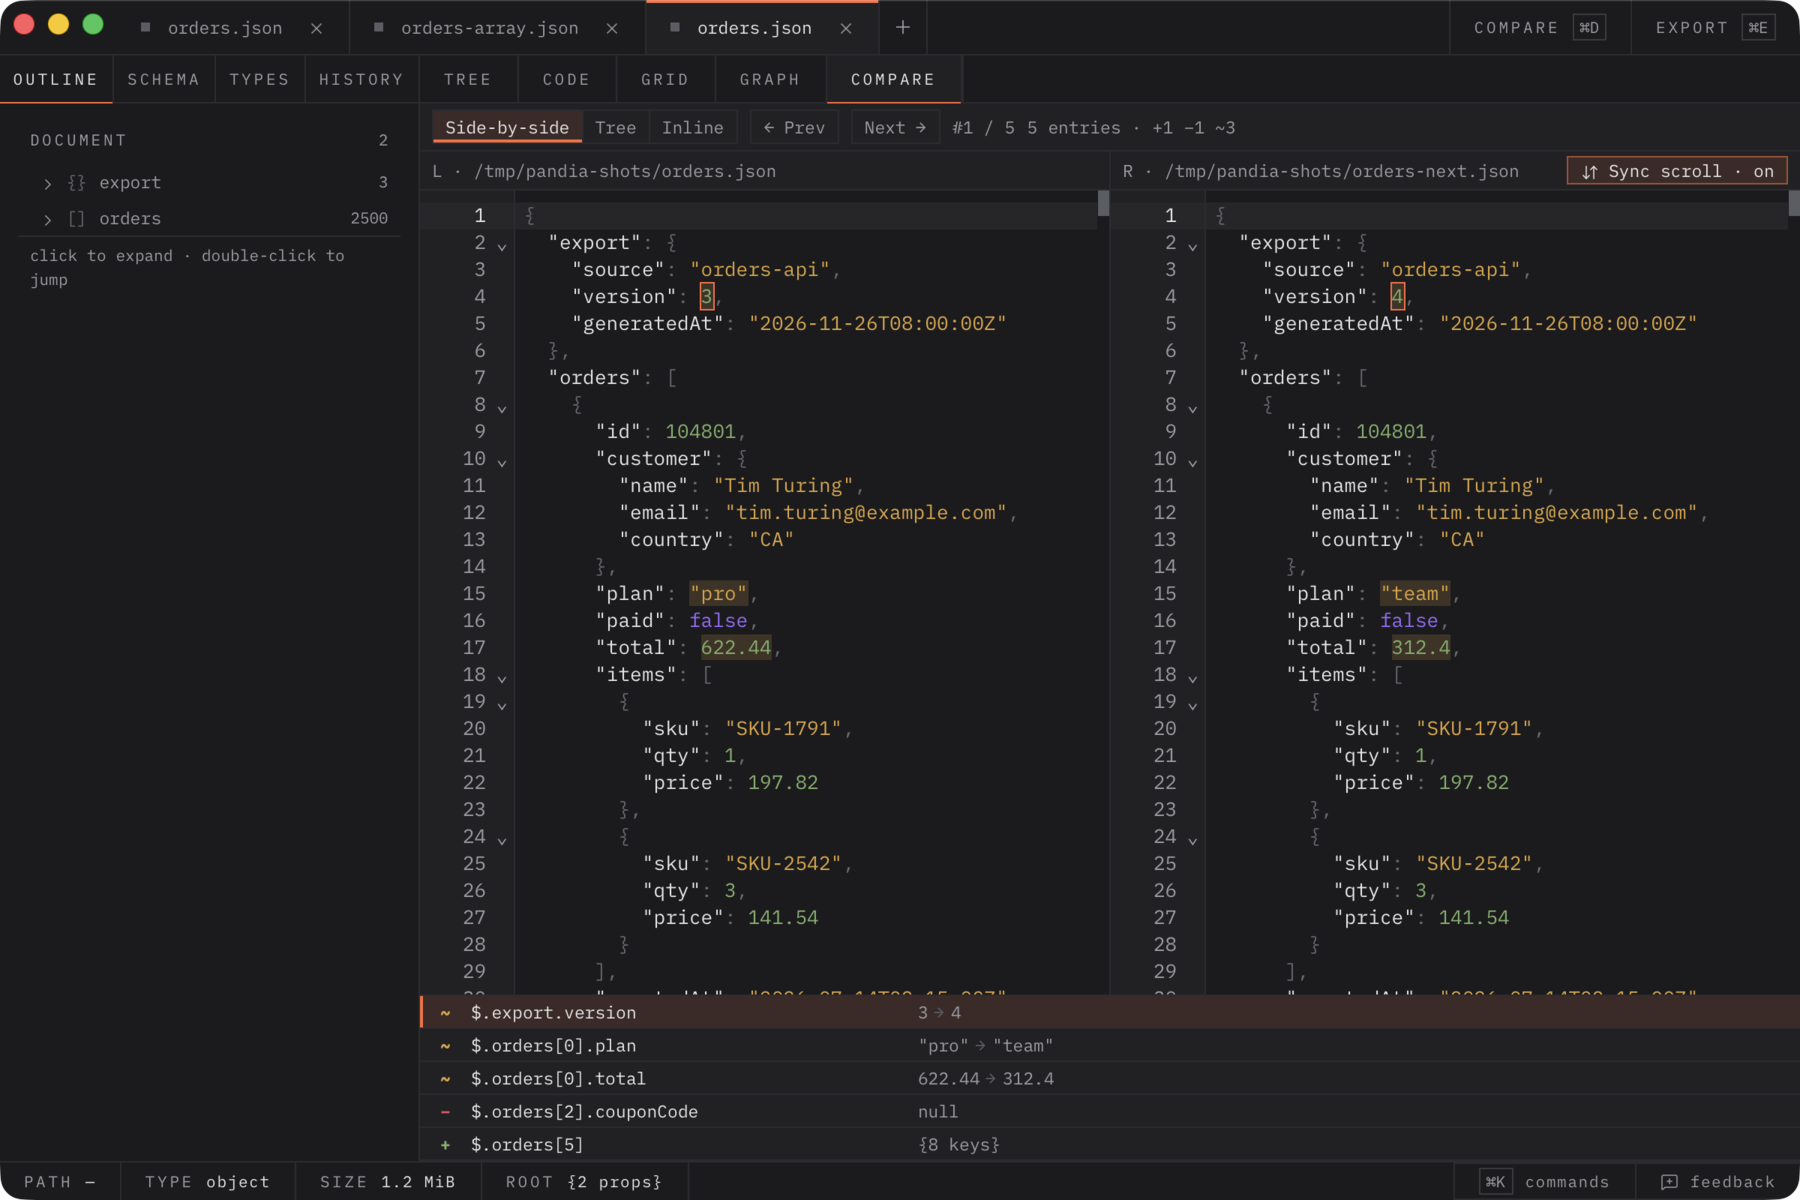 orders.json × orders-array.json × orders.json × + COMPARE ⌘D EXPORT ⌘E
OUTLINE SCHEMA TYPES HISTORY TREE CODE GRID GRAPH COMPARE
DOCUMENT 2
› {} export 3
› [] orders 2500
click to expand · double-click to
jump
Side-by-side Tree Inline ← Prev Next → #1 / 5 5 entries · +1 −1 ~3
L · /tmp/pandia-shots/orders.json
1 {
2 "export": {
3 "source": "orders-api",
4 "version": 3,
5 "generatedAt": "2026-11-26T08:00:00Z"
6 },
7 "orders": [
8 {
9 "id": 104801,
10 "customer": {
11 "name": "Tim Turing",
12 "email": "tim.turing@example.com",
13 "country": "CA"
14 },
15 "plan": "pro",
16 "paid": false,
17 "total": 622.44,
18 "items": [
19 {
20 "sku": "SKU-1791",
21 "qty": 1,
22 "price": 197.82
23 },
24 {
25 "sku": "SKU-2542",
26 "qty": 3,
27 "price": 141.54
28 }
29 ],
R · /tmp/pandia-shots/orders-next.json ↓↑ Sync scroll · on
1 {
2 "export": {
3 "source": "orders-api",
4 "version": 4,
5 "generatedAt": "2026-11-26T08:00:00Z"
6 },
7 "orders": [
8 {
9 "id": 104801,
10 "customer": {
11 "name": "Tim Turing",
12 "email": "tim.turing@example.com",
13 "country": "CA"
14 },
15 "plan": "team",
16 "paid": false,
17 "total": 312.4,
18 "items": [
19 {
20 "sku": "SKU-1791",
21 "qty": 1,
22 "price": 197.82
23 },
24 {
25 "sku": "SKU-2542",
26 "qty": 3,
27 "price": 141.54
28 }
29 ],
~ $.export.version 3 → 4
~ $.orders[0].plan "pro" → "team"
~ $.orders[0].total 622.44 → 312.4
− $.orders[2].couponCode null
+ $.orders[5] {8 keys}
PATH — TYPE object SIZE 1.2 MiB ROOT {2 props} ⌘K commands feedback